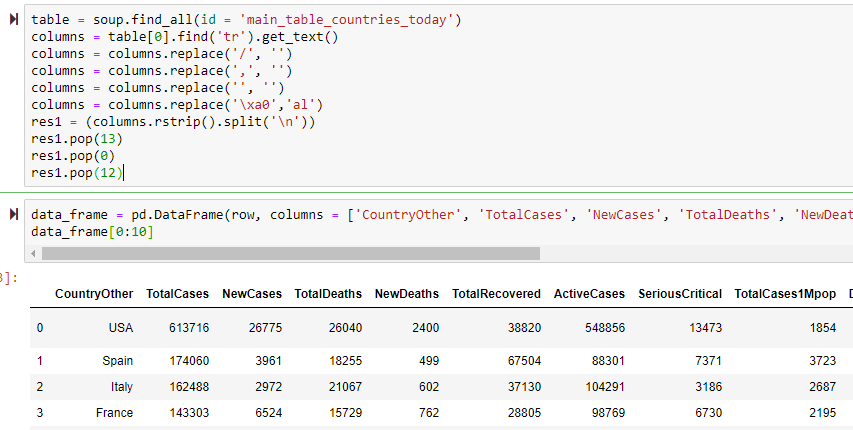 table = soup.find_all(id = 'main_table_countries_today')
columns = table[0].find('tr').get_text()
columns = columns.replace('/', '')
columns = columns.replace(',', '')
columns = columns.replace('', '')
columns = columns.replace('\xa0','al')
res1 = (columns.rstrip().split('\n'))
res1.pop(13)
res1.pop(0)
res1.pop(12)
data_frame = pd.DataFrame(row, columns = ['CountryOther', 'TotalCases', 'NewCases', 'TotalDeaths', 'NewDeat
data_frame[0:10]
]:
CountryOther TotalCases NewCases TotalDeaths NewDeaths TotalRecovered ActiveCases SeriousCritical TotalCases1Mpop
0 USA 613716 26775 26040 2400 38820 548856 13473 1854
1 Spain 174060 3961 18255 499 67504 88301 7371 3723
2 Italy 162488 2972 21067 602 37130 104291 3186 2687
3 France 143303 6524 15729 762 28805 98769 6730 2195